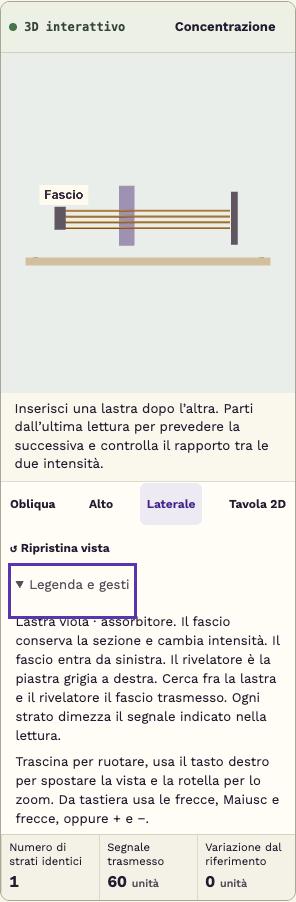 3D interattivo
Concentrazione
Fascio
Inserisci una lastra dopo l’altra. Parti
dall’ultima lettura per prevedere la
successiva e controlla il rapporto tra le
due intensità.
Obliqua
Alto
Laterale
Tavola 2D
↺ Ripristina vista
▼ Legenda e gesti
Lastra viola · assorbitore. Il fascio
conserva la sezione e cambia intensità. Il
fascio entra da sinistra. Il rivelatore è la
piastra grigia a destra. Cerca fra la lastra
e il rivelatore il fascio trasmesso. Ogni
strato dimezza il segnale indicato nella
lettura.
Trascina per ruotare, usa il tasto destro
per spostare la vista e la rotella per lo
zoom. Da tastiera usa le frecce, Maiusc e
frecce, oppure + e −.
Numero di
strati identici
1
Segnale
trasmesso
60 unità
Variazione dal
riferimento
0 unità